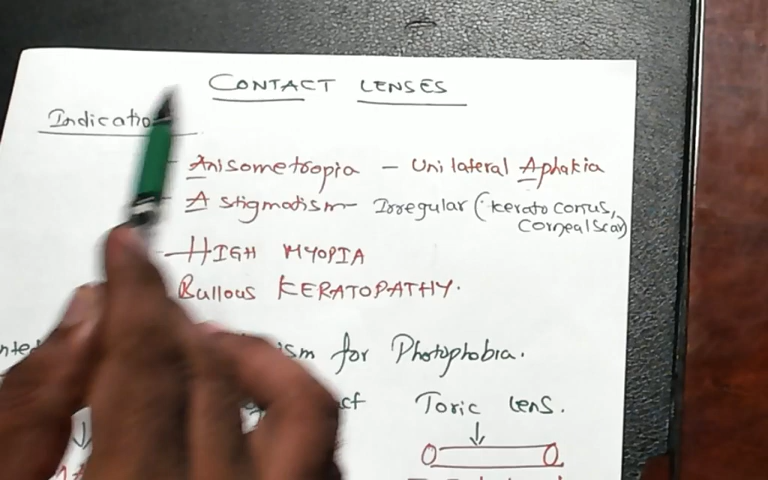 CONTACT LENSES
Indicatio
- Anisometropia - Unilateral Aphakia
- Astigmatism - Irregular (Keratoconus,
Corneal Scar)
- HIGH MYOPIA
Bullous KERATOPATHY.
for Photophobia.
Toric lens.